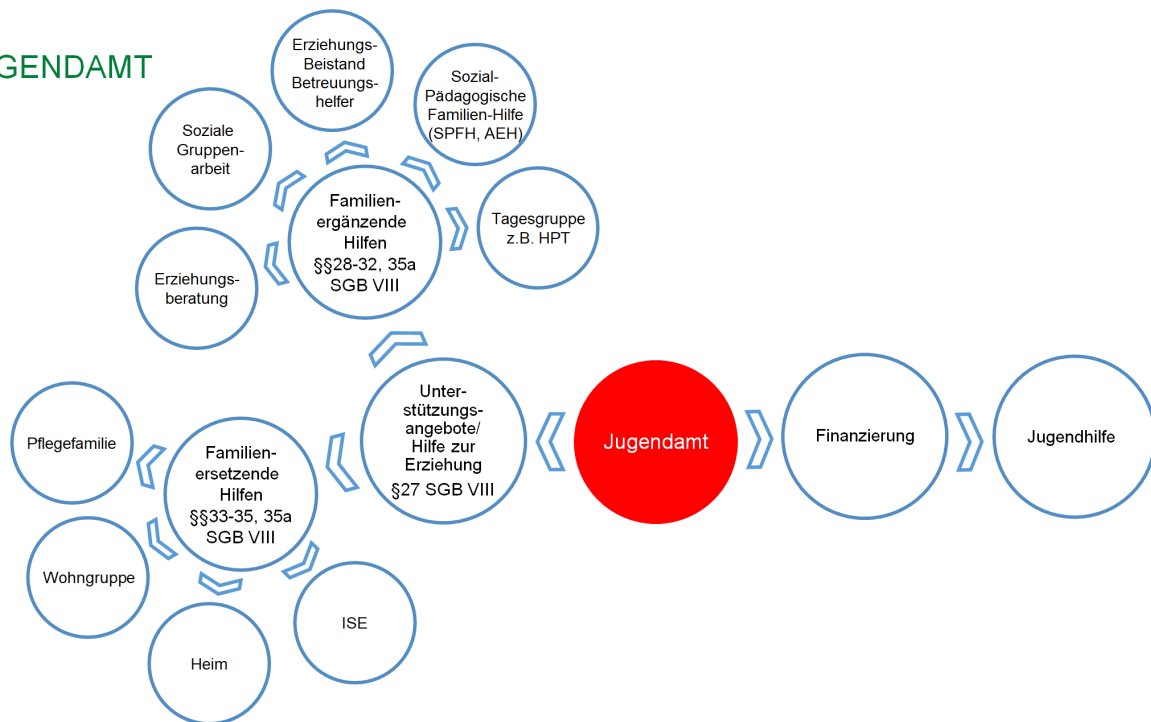 GENDAMT
Erziehungs-
Beistand
Betreuungs-
helfer
Sozial-
Pädagogische
Familien-Hilfe
(SPFH, AEH)
Soziale
Gruppen-
arbeit
Familien-
ergänzende
Hilfen
§§28-32, 35a
SGB VIII
Tagesgruppe
z.B. HPT
Erziehungs-
beratung
Pflegefamilie
Familien-
ersetzende
Hilfen
§§33-35, 35a
SGB VIII
Unter-
stützungs-
angebote/
Hilfe zur
Erziehung
§27 SGB VIII
Jugendamt
Finanzierung
Jugendhilfe
Wohngruppe
Heim
ISE